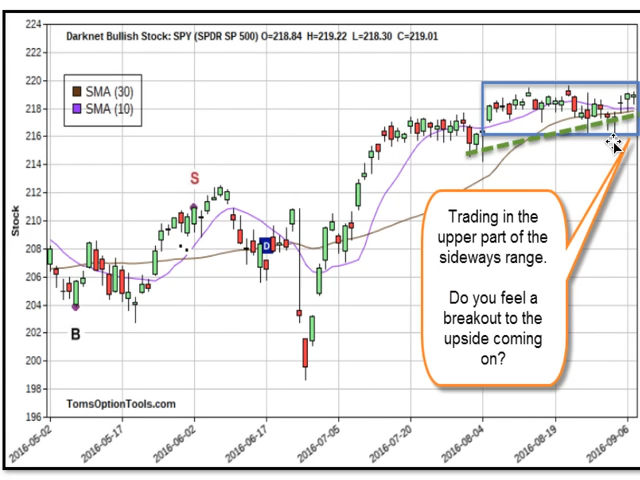 224
Darknet Bullish Stock: SPY (SPDR SP 500) O=218.84 H=219.22 L=218.30 C=219.01
222
220
SMA (30)
SMA (10)
218
216
214
S
212
Trading in the
upper part of the
sideways range.
Do you feel a
breakout to the
upside coming
on?
Stock
210
D
208
206
204
B
202
200
198
TomsOptionTools.com
196
2016-05-02
2016-05-17
2016-06-02
2016-06-17
2016-07-05
2016-07-20
2016-08-04
2016-08-19
2016-09-06